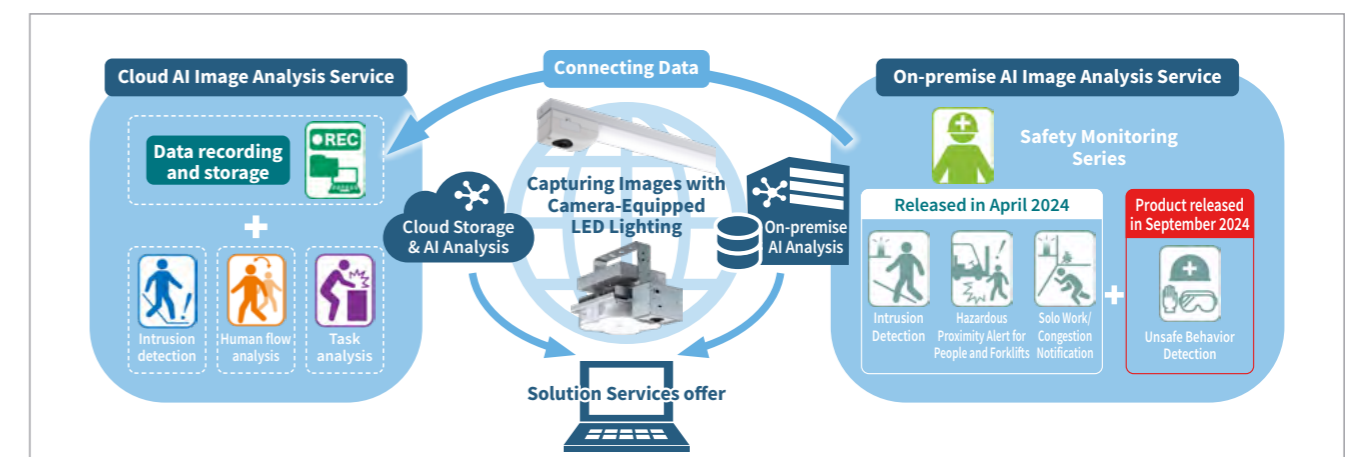 Cloud AI Image Analysis Service
Data recording
and storage
●REC
Intrusion
detection
Human flow
analysis
Task
analysis
Connecting Data
Capturing Images with
Camera-Equipped
LED Lighting
Cloud Storage
& AI Analysis
On-premise
AI Analysis
Solution Services offer
On-premise AI Image Analysis Service
Safety Monitoring
Series
Released in April 2024
Intrusion
Detection
Hazardous
Proximity Alert for
People and Forklifts
Solo Work/
Congestion
Notification
Product released
in September 2024
Unsafe Behavior
Detection